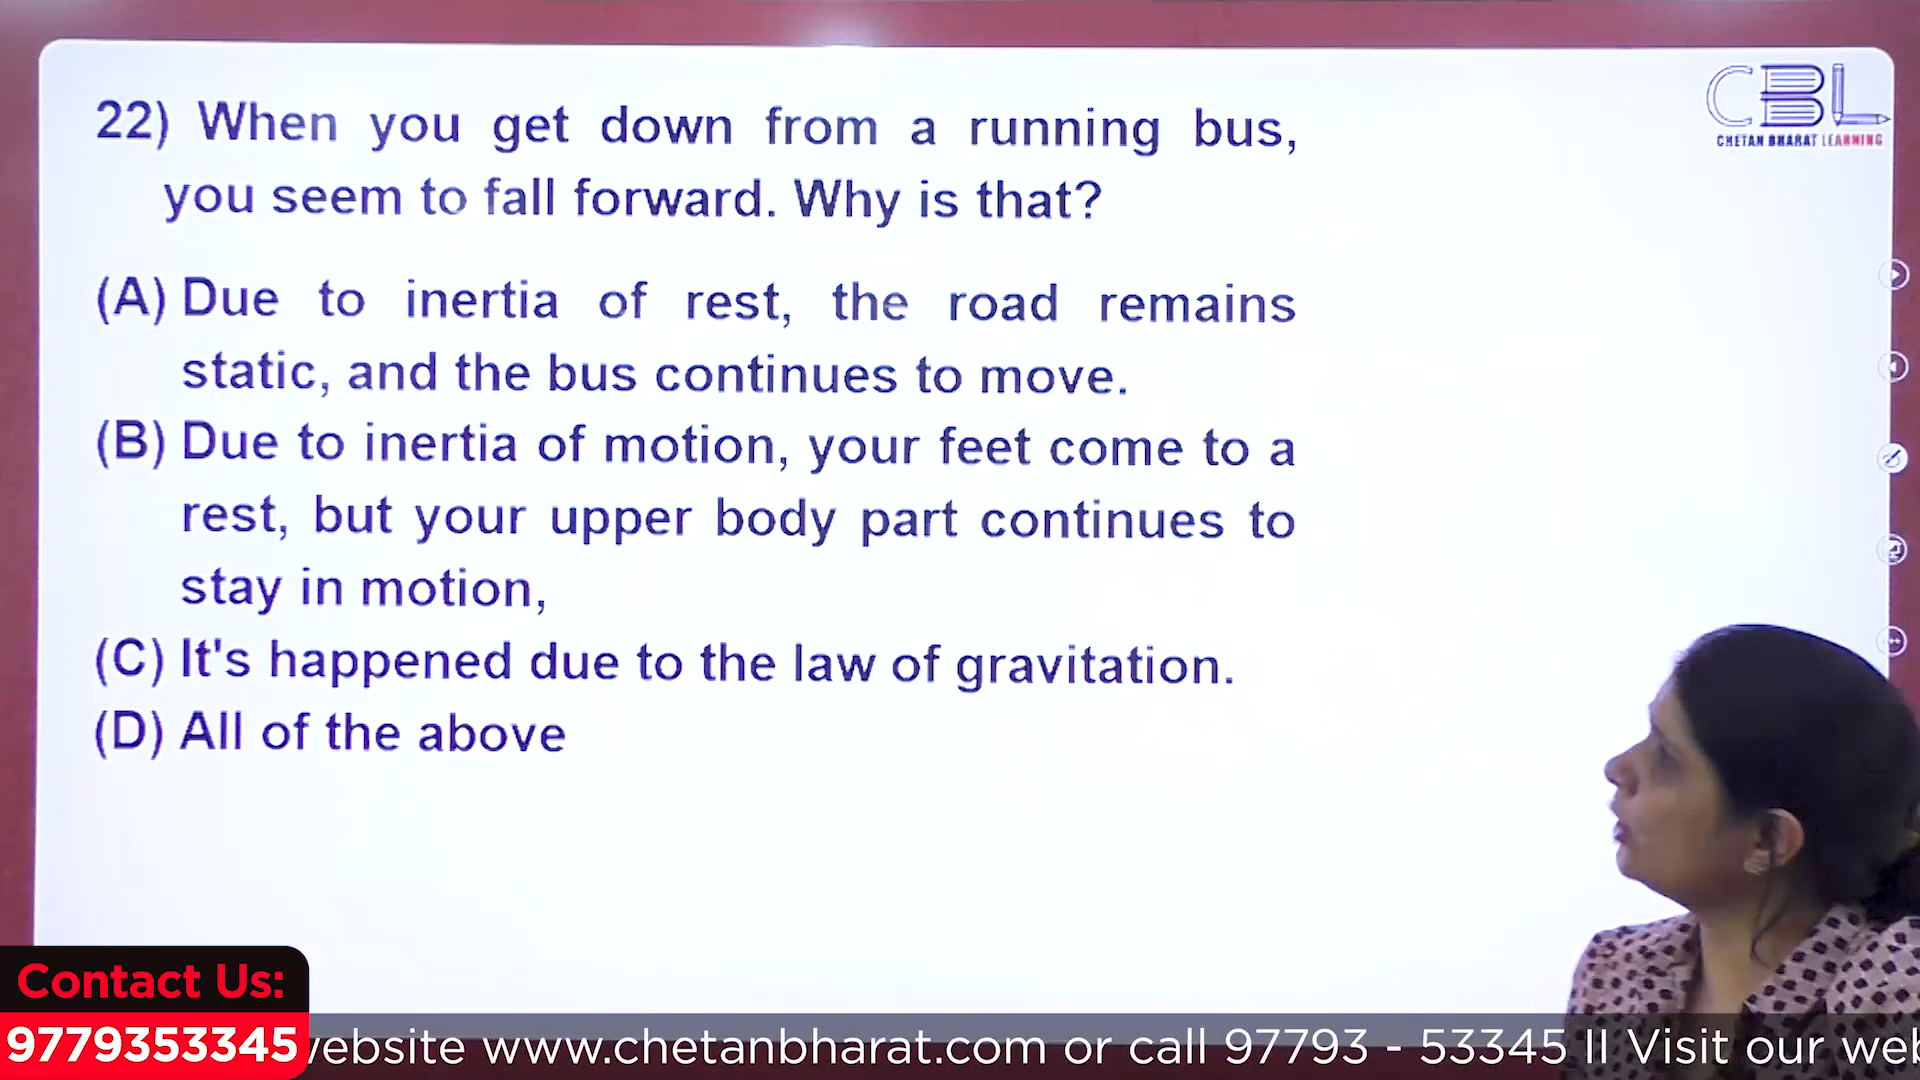 22) When you get down from a running bus,
you seem to fall forward. Why is that?
(A) Due to inertia of rest, the road remains
static, and the bus continues to move.
(B) Due to inertia of motion, your feet come to a
rest, but your upper body part continues to
stay in motion,
(C) It's happened due to the law of gravitation.
(D) All of the above
CBL
CHETAN BHARAT LEARNING
Contact Us:
9779353345
website www.chetanbharat.com or call 97793 - 53345 II Visit our